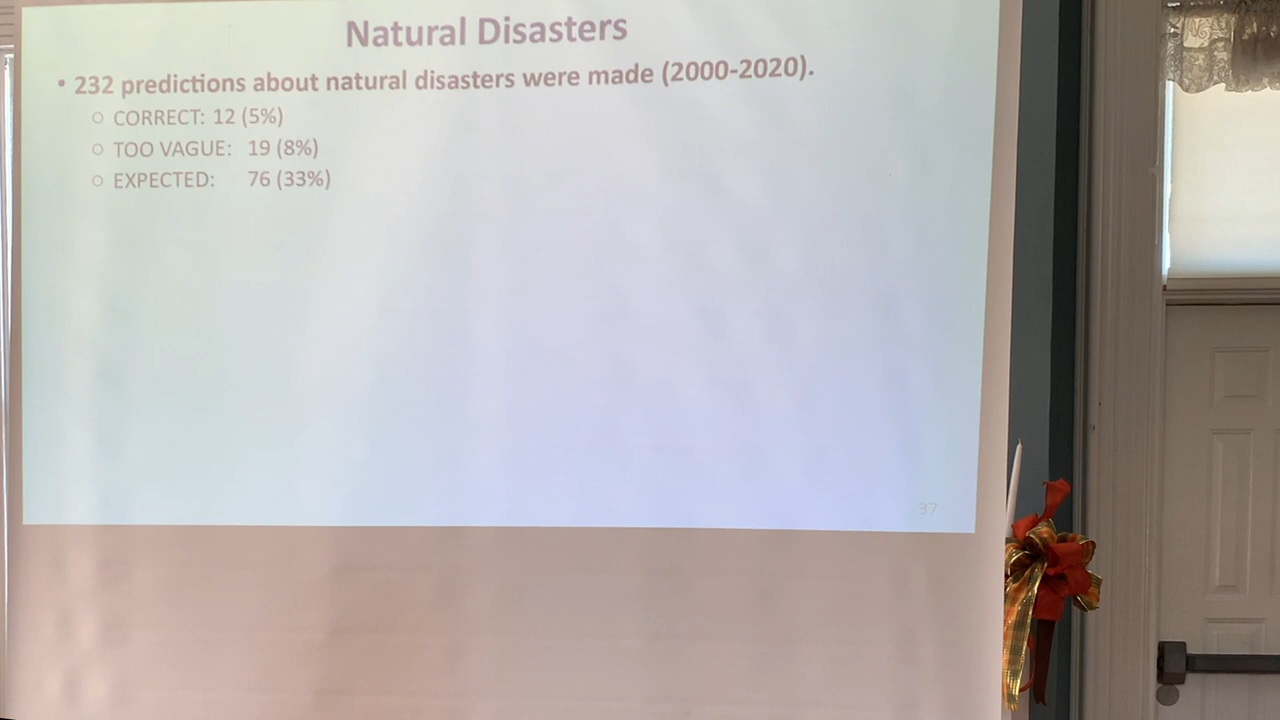 Natural Disasters
• 232 predictions about natural disasters were made (2000-2020).
○ CORRECT: 12 (5%)
○ TOO VAGUE: 19 (8%)
○ EXPECTED: 76 (33%)
37